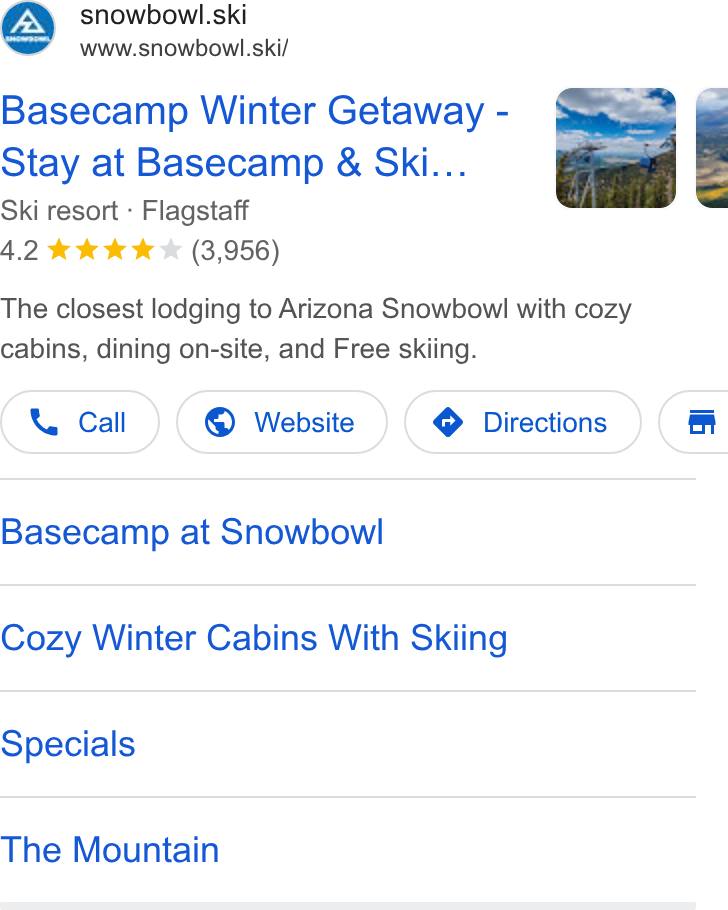 SNOWBOWL
snowbowl.ski
www.snowbowl.ski/
Basecamp Winter Getaway -
Stay at Basecamp & Ski...
Ski resort · Flagstaff
4.2 (3,956)
The closest lodging to Arizona Snowbowl with cozy
cabins, dining on-site, and Free skiing.
Call Website Directions
Basecamp at Snowbowl
Cozy Winter Cabins With Skiing
Specials
The Mountain